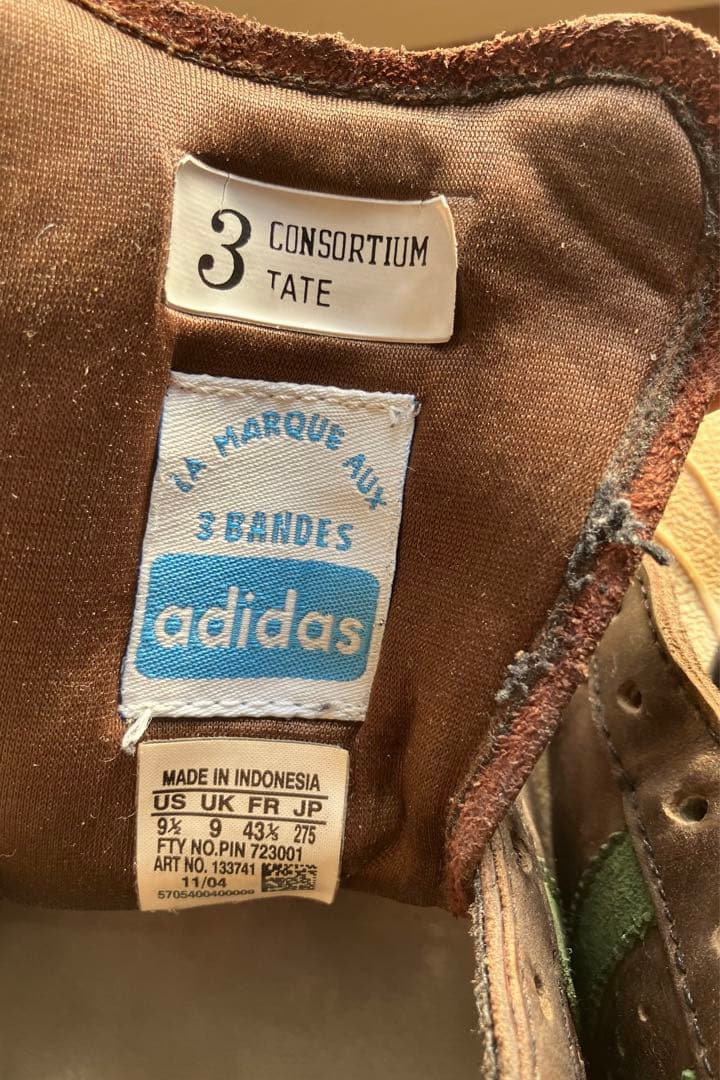 3 CONSORTIUM
TATE
LA MARQUE AUX
3 BANDES
adidas
MADE IN INDONESIA
US UK FR JP
9½ 9 43⅓ 275
FTY NO.PIN 723001
ART NO. 133741
11/04
5705400400009